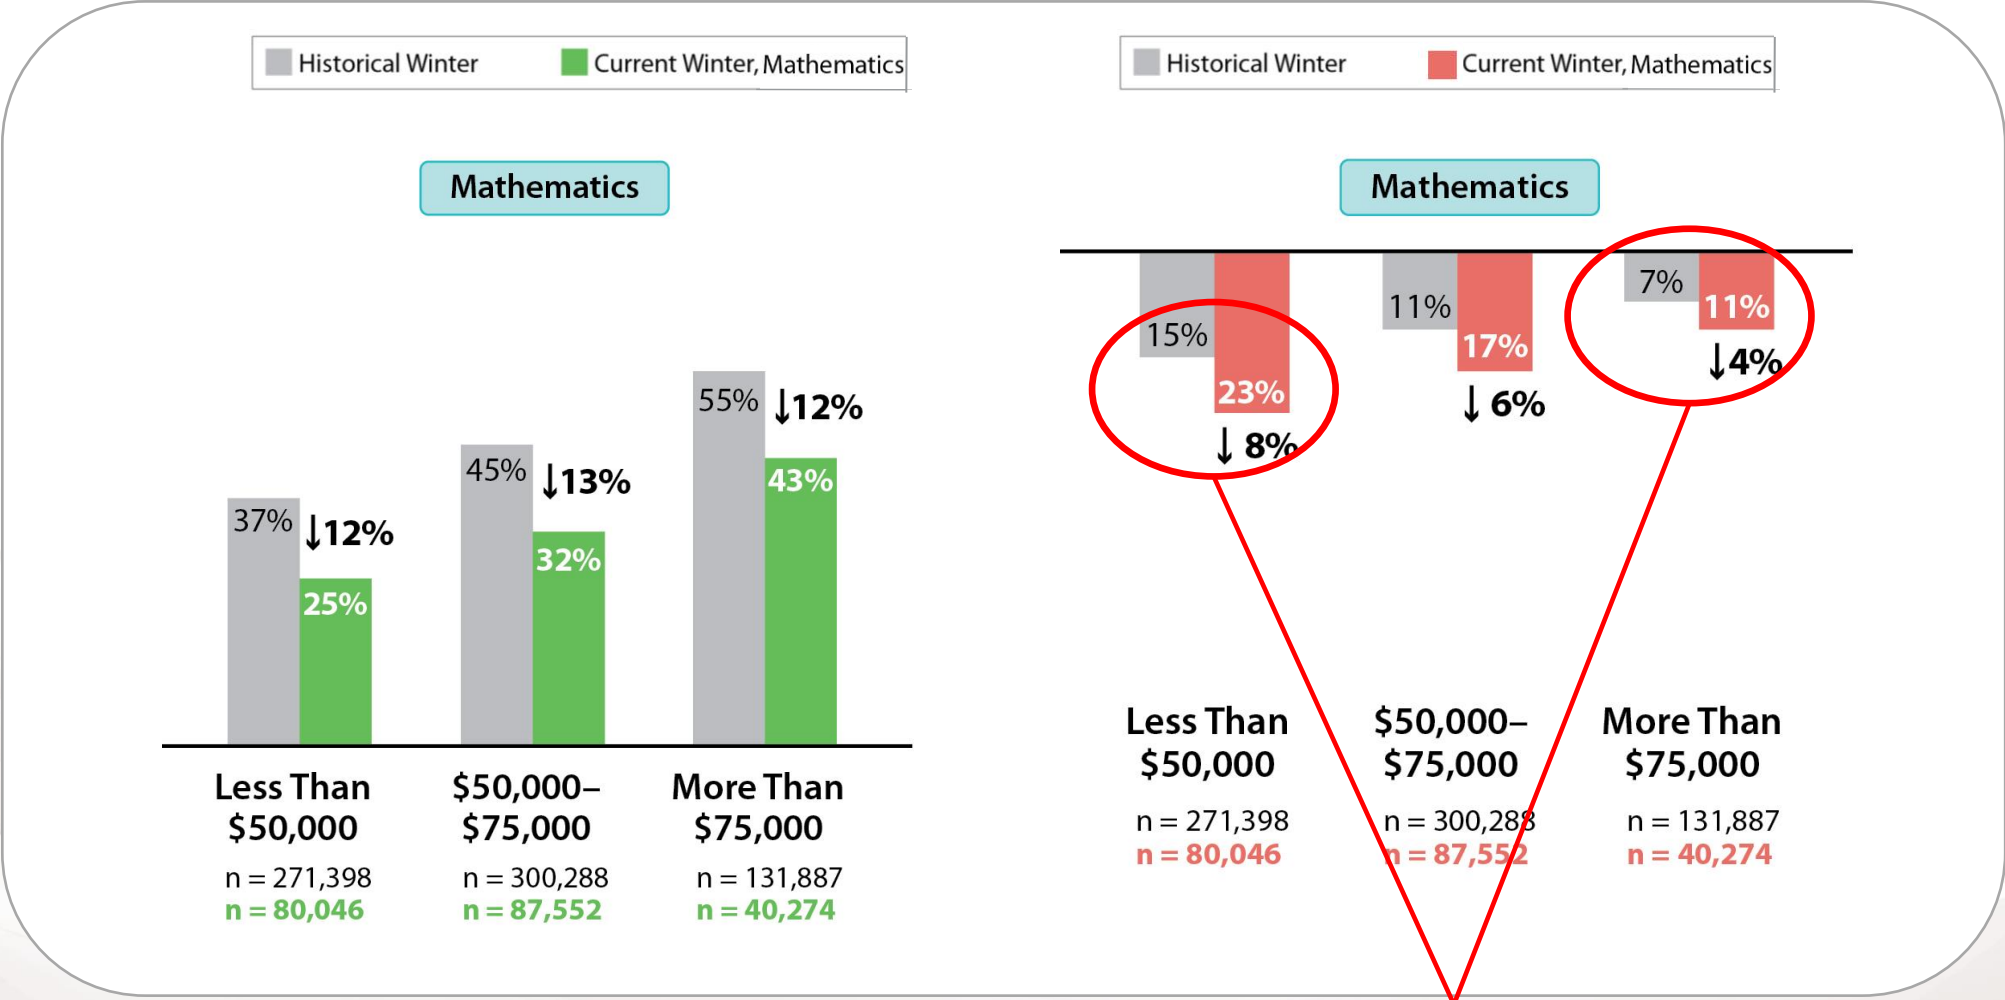 Historical Winter
Current Winter, Mathematics
Mathematics
37%
↓12%
25%
45%
↓13%
32%
55%
↓12%
43%
Less Than
$50,000
n = 271,398
n = 80,046
$50,000–
$75,000
n = 300,288
n = 87,552
More Than
$75,000
n = 131,887
n = 40,274
Historical Winter
Current Winter, Mathematics
Mathematics
15%
23%
↓ 8%
11%
17%
↓ 6%
7%
11%
↓4%
Less Than
$50,000
n = 271,398
n = 80,046
$50,000–
$75,000
n = 300,288
n = 87,552
More Than
$75,000
n = 131,887
n = 40,274